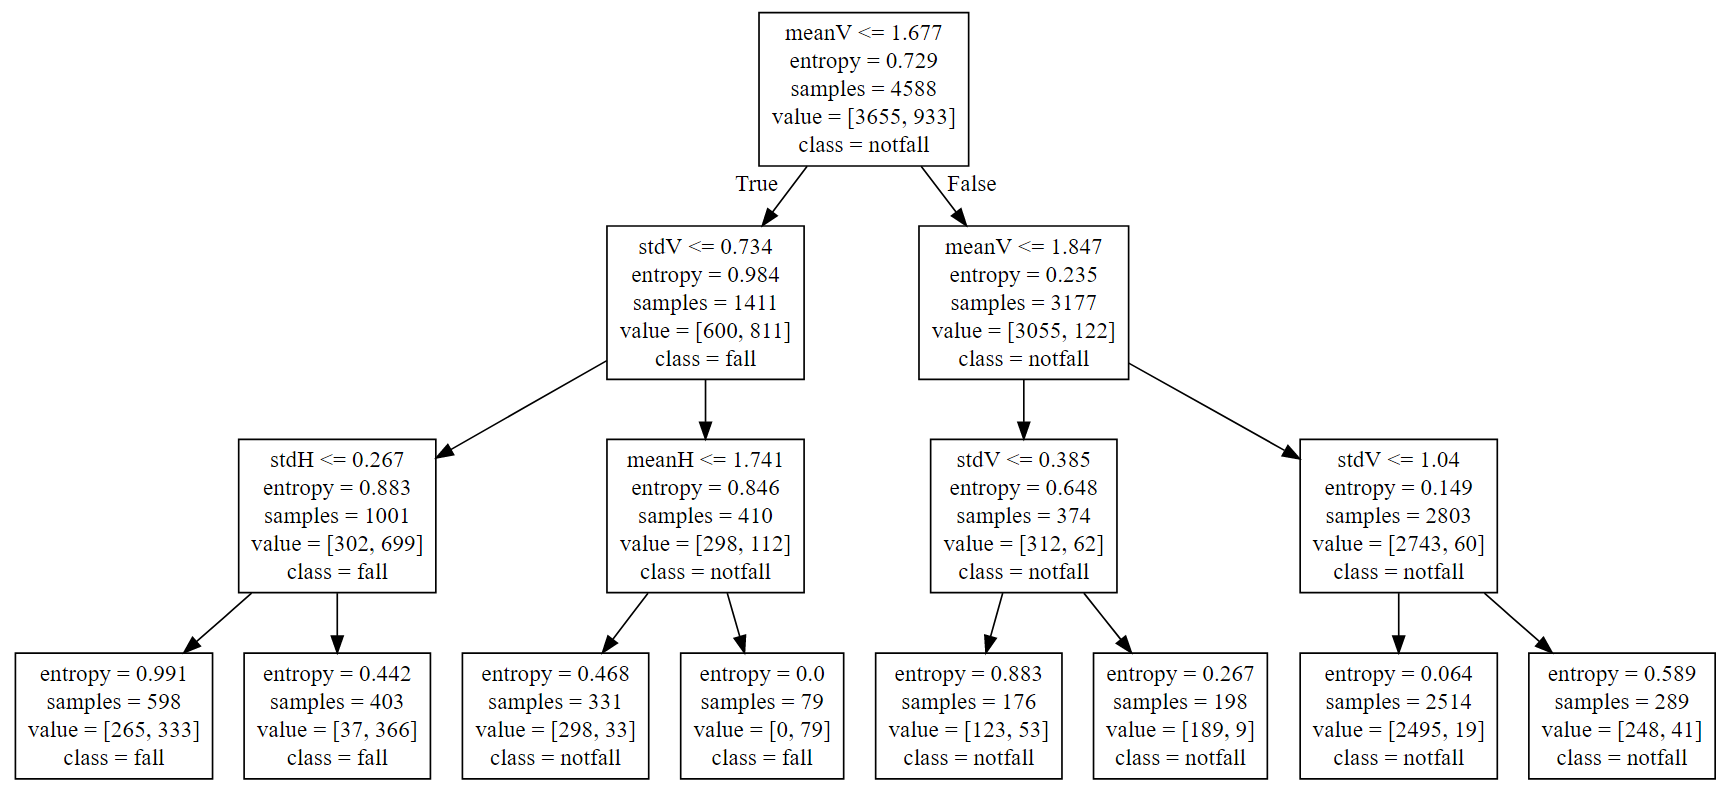 meanV <= 1.677
entropy = 0.729
samples = 4588
value = [3655, 933]
class = notfall
True
False
stdV <= 0.734
entropy = 0.984
samples = 1411
value = [600, 811]
class = fall
meanV <= 1.847
entropy = 0.235
samples = 3177
value = [3055, 122]
class = notfall
stdH <= 0.267
entropy = 0.883
samples = 1001
value = [302, 699]
class = fall
meanH <= 1.741
entropy = 0.846
samples = 410
value = [298, 112]
class = notfall
stdV <= 0.385
entropy = 0.648
samples = 374
value = [312, 62]
class = notfall
stdV <= 1.04
entropy = 0.149
samples = 2803
value = [2743, 60]
class = notfall
entropy = 0.991
samples = 598
value = [265, 333]
class = fall
entropy = 0.442
samples = 403
value = [37, 366]
class = fall
entropy = 0.468
samples = 331
value = [298, 33]
class = notfall
entropy = 0.0
samples = 79
value = [0, 79]
class = fall
entropy = 0.883
samples = 176
value = [123, 53]
class = notfall
entropy = 0.267
samples = 198
value = [189, 9]
class = notfall
entropy = 0.064
samples = 2514
value = [2495, 19]
class = notfall
entropy = 0.589
samples = 289
value = [248, 41]
class = notfall